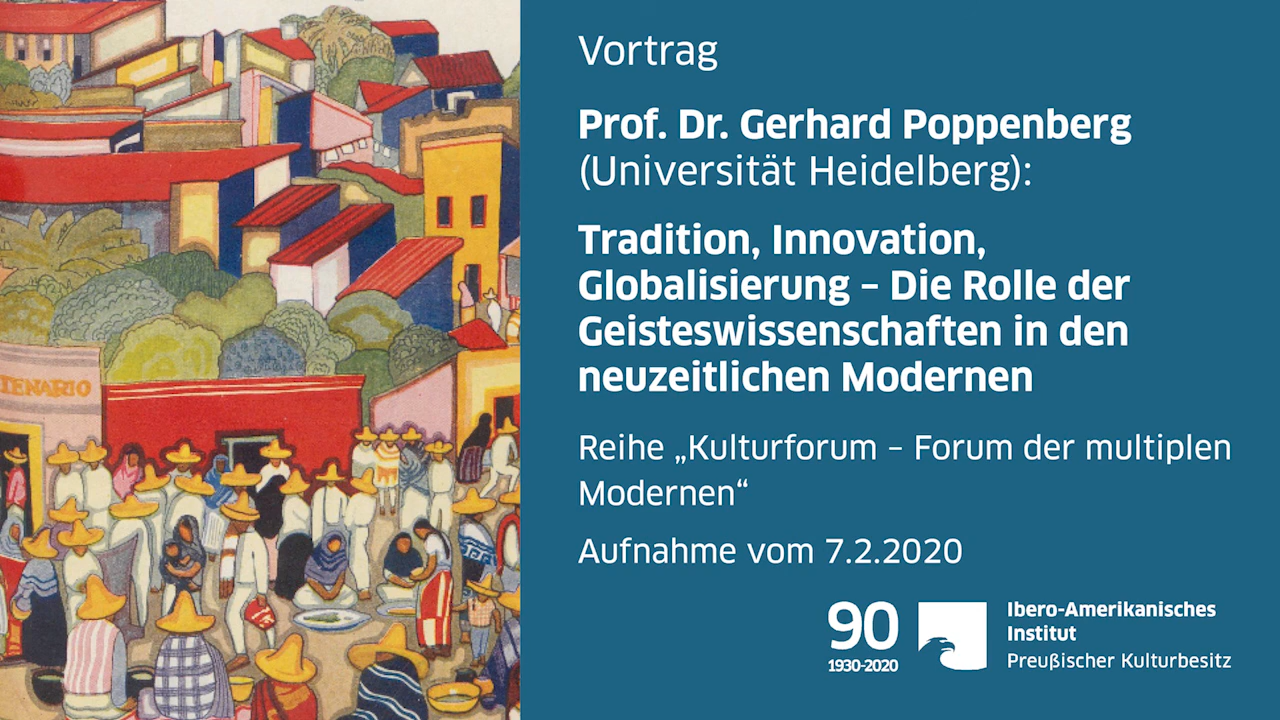 TENARIO
Vortrag
Prof. Dr. Gerhard Poppenberg
(Universität Heidelberg):
Tradition, Innovation,
Globalisierung – Die Rolle der
Geisteswissenschaften in den
neuzeitlichen Modernen
Reihe „Kulturforum – Forum der multiplen
Modernen“
Aufnahme vom 7.2.2020
90
1930-2020
Ibero-Amerikanisches
Institut
Preußischer Kulturbesitz